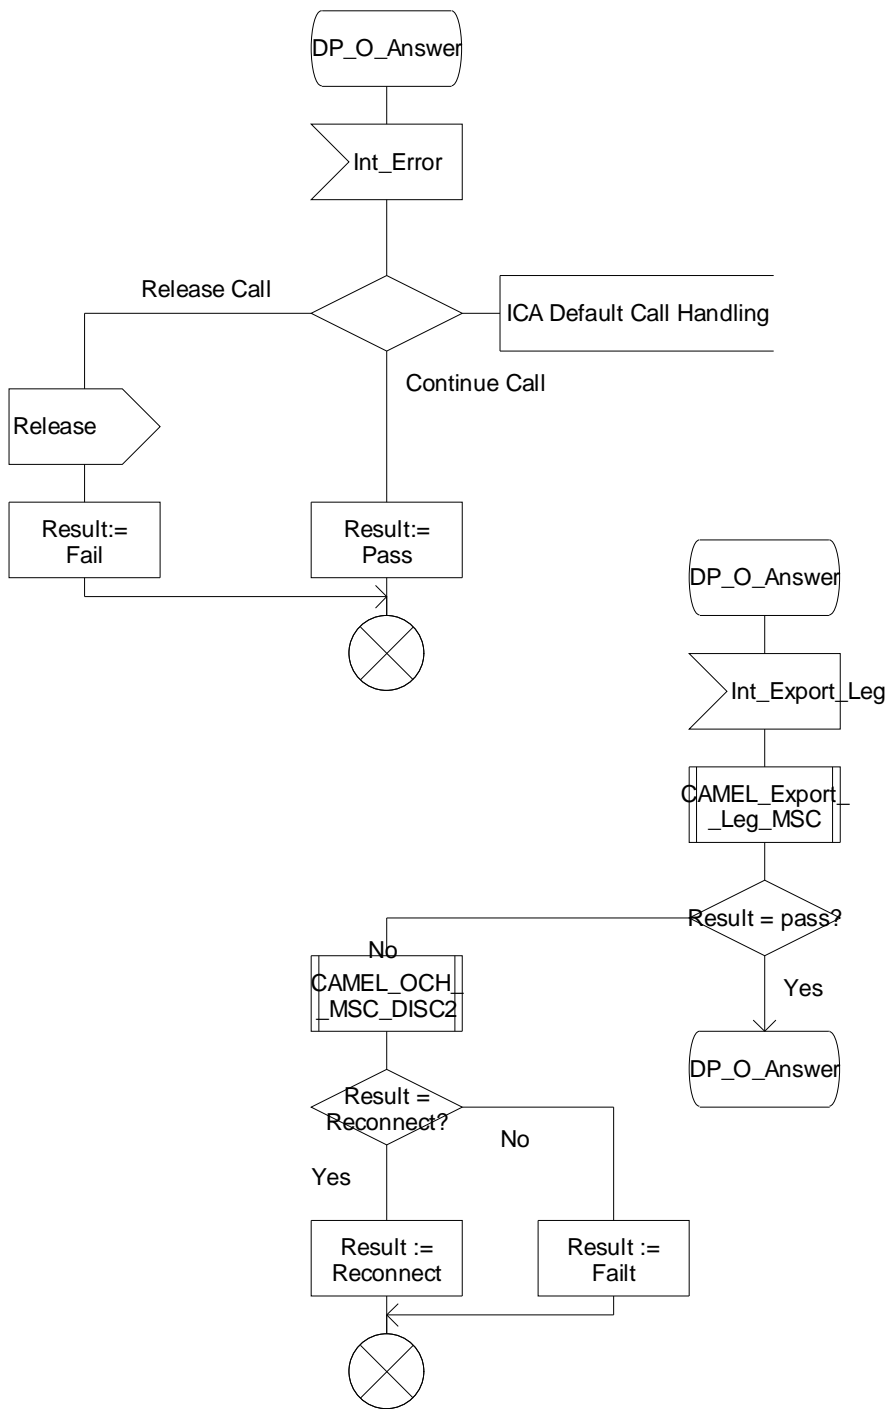 DP_O_Answer
Int_Error
Release Call
ICA Default Call Handling
Continue Call
Release
Result:=
Fail
Result:=
Pass
DP_O_Answer
Int_Export_Leg
CAMEL_Export_
_Leg_MSC
Result = pass?
No
Yes
CAMEL_OCH_
_MSC_DISC2
DP_O_Answer
Result =
Reconnect?
No
Yes
Result :=
Reconnect
Result :=
Failt